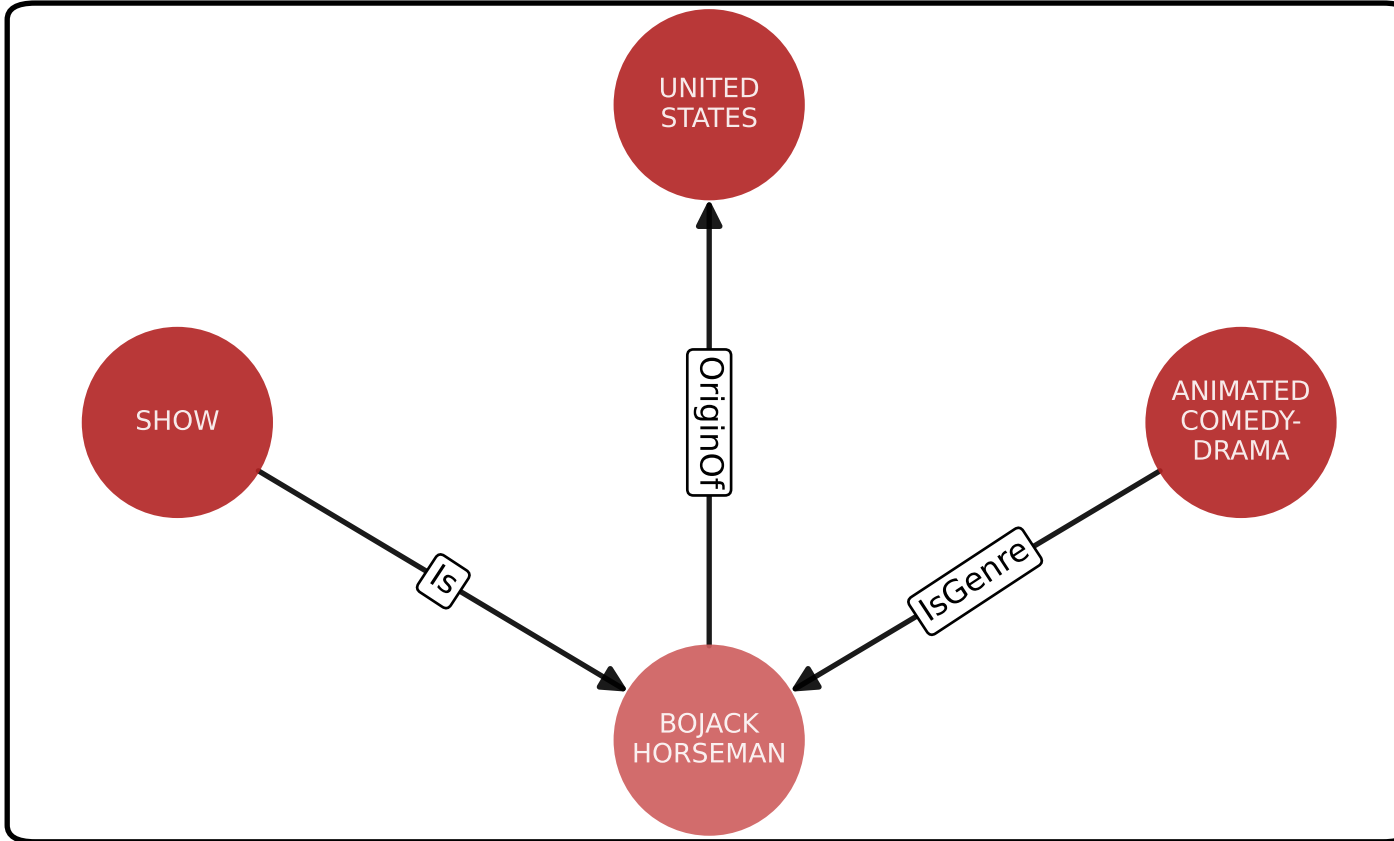 UNITED
STATES
OriginOf
SHOW
ANIMATED
COMEDY-
DRAMA
Is
IsGenre
BOJACK
HORSEMAN